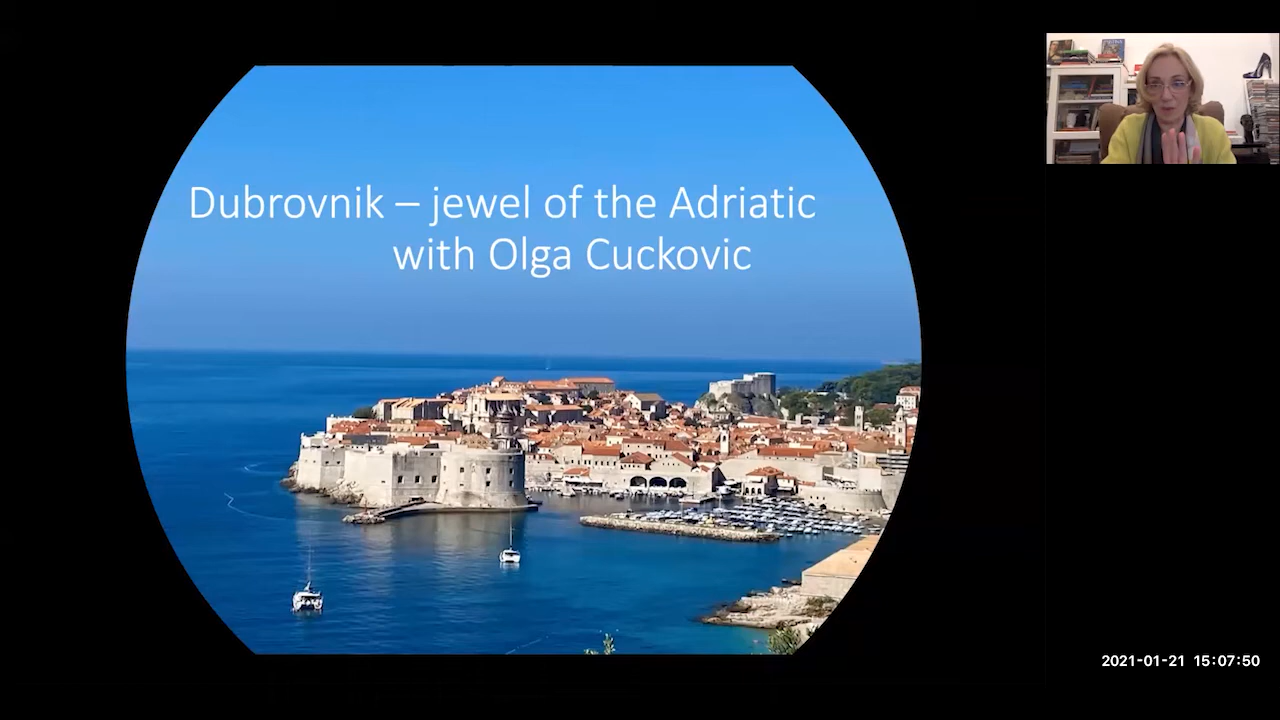 Dubrovnik – jewel of the Adriatic
with Olga Cuckovic
2021-01-21 15:07:50